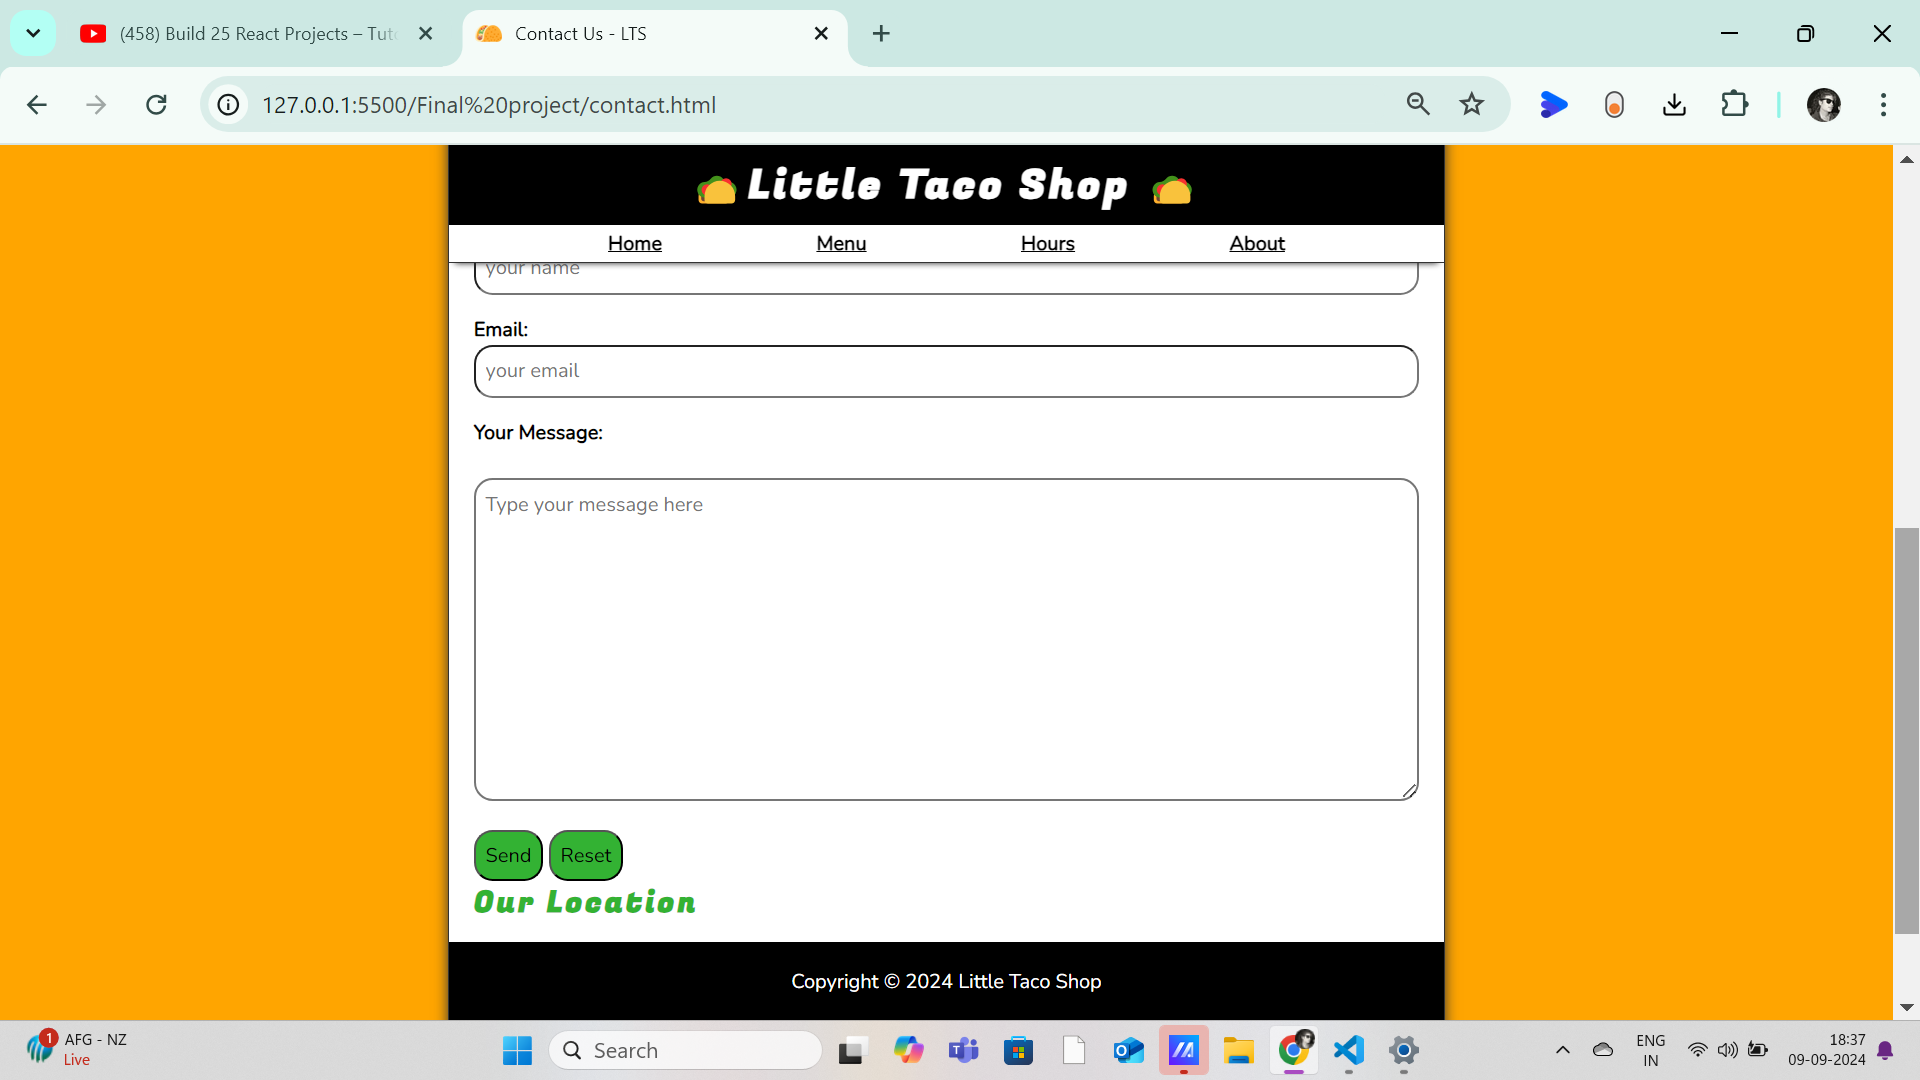 (458) Build 25 React Projects – Tuto
Contact Us - LTS
127.0.0.1:5500/Final%20project/contact.html
Little Taco Shop
Home Menu Hours About
your name
Email:
your email
Your Message:
Type your message here
Send Reset
Our Location
Copyright © 2024 Little Taco Shop
1
AFG - NZ
Live
Search
ENG
IN
18:37
09-09-2024